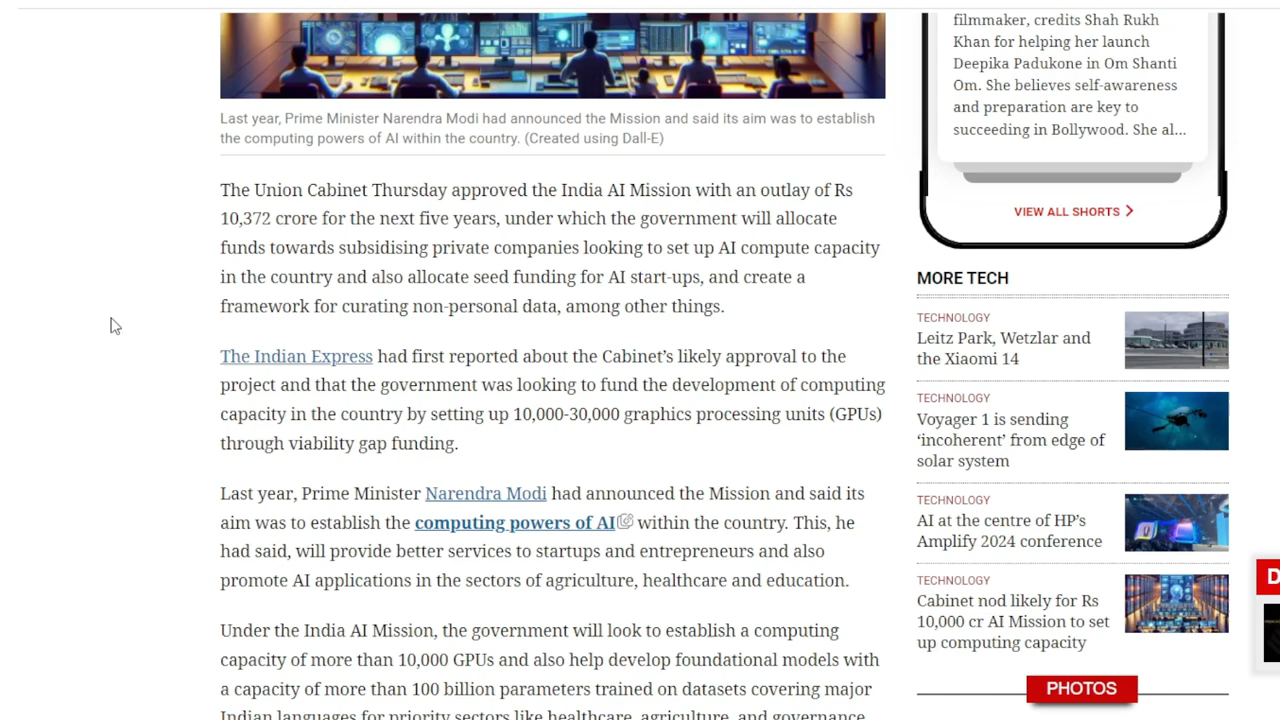 Last year, Prime Minister Narendra Modi had announced the Mission and said its aim was to establish
the computing powers of AI within the country. (Created using Dall-E)
The Union Cabinet Thursday approved the India AI Mission with an outlay of Rs
10,372 crore for the next five years, under which the government will allocate
funds towards subsidising private companies looking to set up AI compute capacity
in the country and also allocate seed funding for AI start-ups, and create a
framework for curating non-personal data, among other things.
The Indian Express had first reported about the Cabinet’s likely approval to the
project and that the government was looking to fund the development of computing
capacity in the country by setting up 10,000-30,000 graphics processing units (GPUs)
through viability gap funding.
Last year, Prime Minister Narendra Modi had announced the Mission and said its
aim was to establish the computing powers of AI within the country. This, he
had said, will provide better services to startups and entrepreneurs and also
promote AI applications in the sectors of agriculture, healthcare and education.
Under the India AI Mission, the government will look to establish a computing
capacity of more than 10,000 GPUs and also help develop foundational models with
a capacity of more than 100 billion parameters trained on datasets covering major
Indian languages for priority sectors like healthcare, agriculture, and governance
filmmaker, credits Shah Rukh
Khan for helping her launch
Deepika Padukone in Om Shanti
Om. She believes self-awareness
and preparation are key to
succeeding in Bollywood. She al...
VIEW ALL SHORTS
MORE TECH
TECHNOLOGY
Leitz Park, Wetzlar and
the Xiaomi 14
TECHNOLOGY
Voyager 1 is sending
‘incoherent’ from edge of
solar system
TECHNOLOGY
AI at the centre of HP’s
Amplify 2024 conference
TECHNOLOGY
Cabinet nod likely for Rs
10,000 cr AI Mission to set
up computing capacity
PHOTOS
D